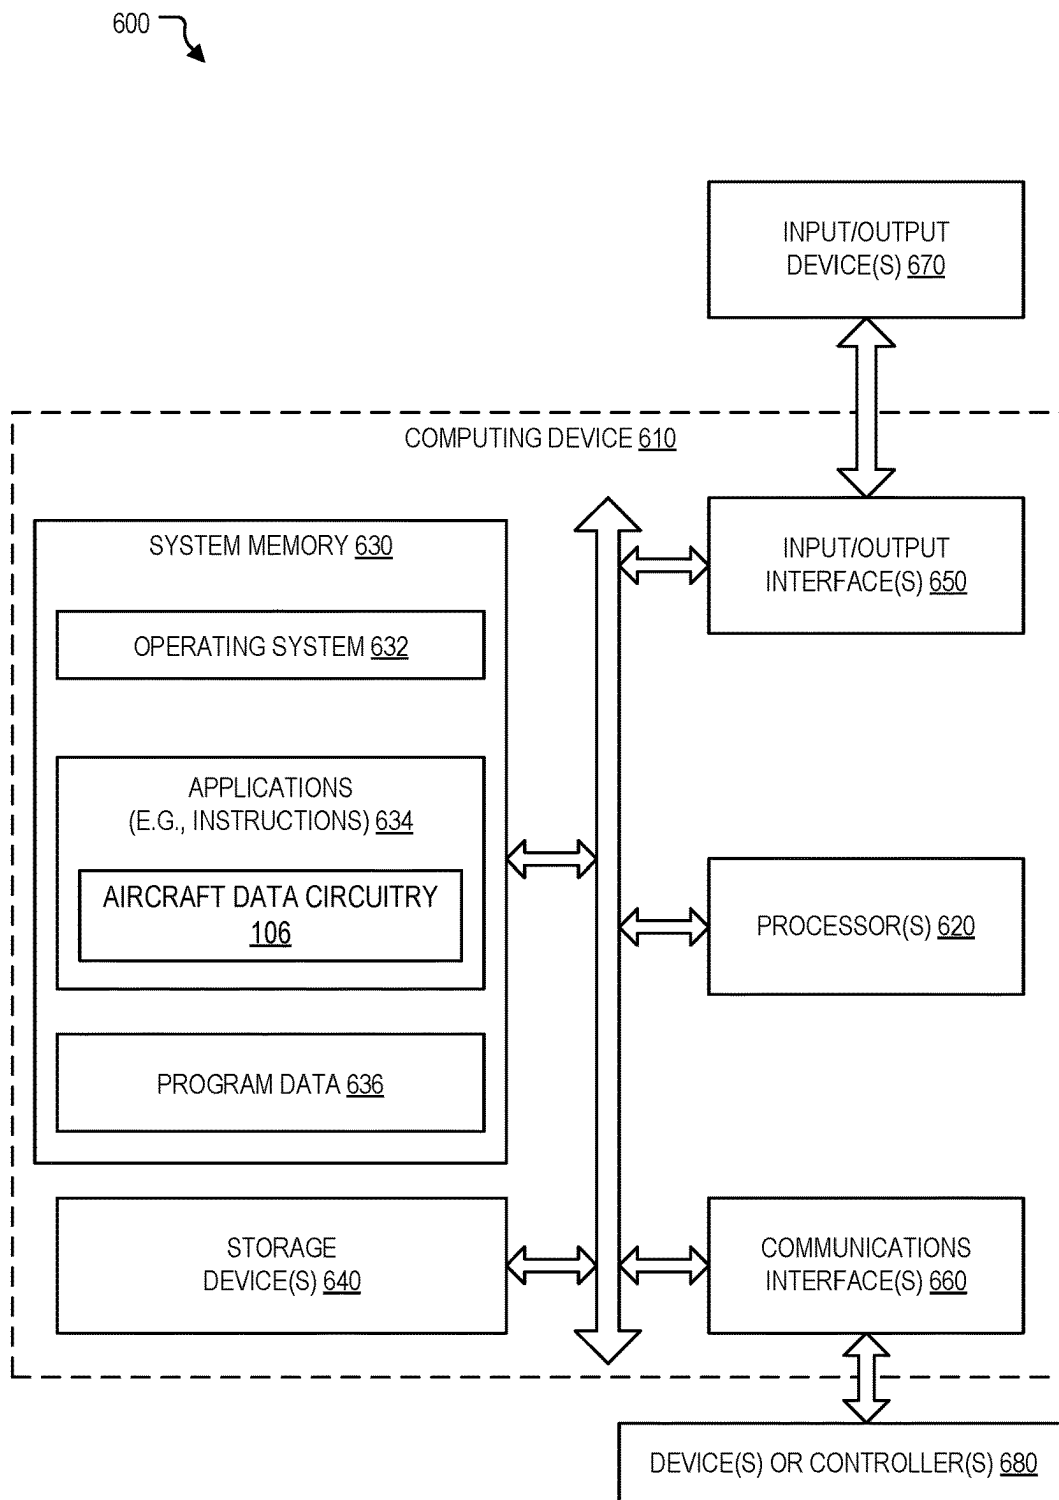 600
INPUT/OUTPUT
DEVICE(S) 670
COMPUTING DEVICE 610
SYSTEM MEMORY 630
OPERATING SYSTEM 632
APPLICATIONS
(E.G., INSTRUCTIONS) 634
AIRCRAFT DATA CIRCUITRY
106
PROGRAM DATA 636
STORAGE
DEVICE(S) 640
INPUT/OUTPUT
INTERFACE(S) 650
PROCESSOR(S) 620
COMMUNICATIONS
INTERFACE(S) 660
DEVICE(S) OR CONTROLLER(S) 680